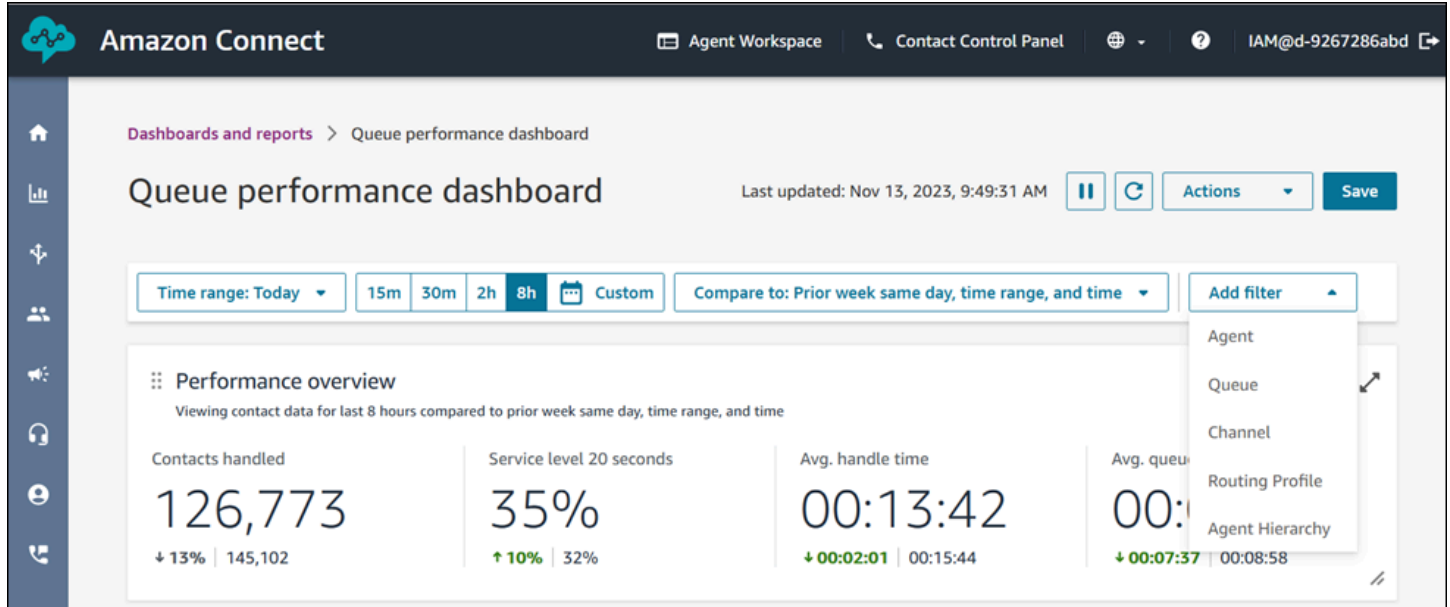 Amazon Connect
Agent Workspace
Contact Control Panel
IAM@d-9267286abd
Dashboards and reports > Queue performance dashboard
Queue performance dashboard
Last updated: Nov 13, 2023, 9:49:31 AM
Actions
Save
Time range: Today
15m 30m 2h 8h Custom
Compare to: Prior week same day, time range, and time
Add filter
Agent
Queue
Channel
Routing Profile
Agent Hierarchy
Performance overview
Viewing contact data for last 8 hours compared to prior week same day, time range, and time
Contacts handled
126,773
↓ 13% | 145,102
Service level 20 seconds
35%
↑ 10% | 32%
Avg. handle time
00:13:42
↓ 00:02:01 | 00:15:44
Avg.
00:
↓ 00:07:37 | 00:08:58